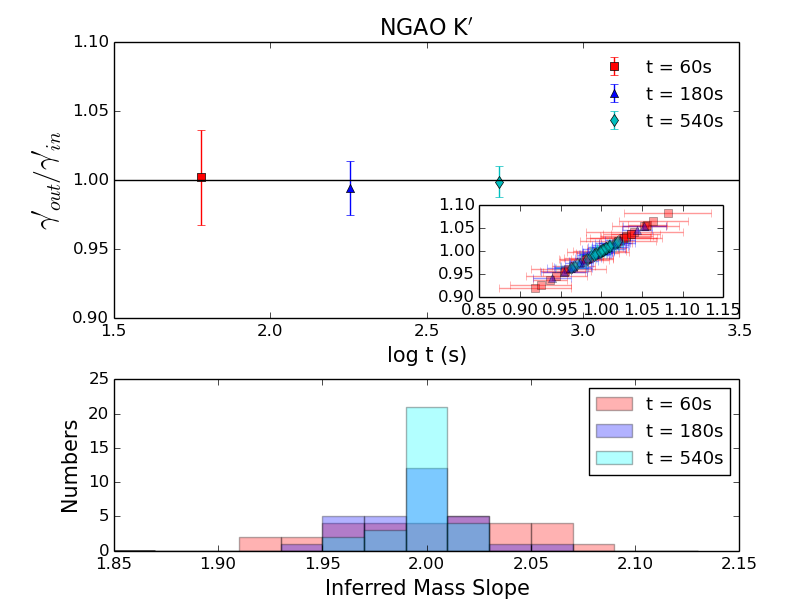 NGAO K′
1.10
1.05
1.00
0.95
0.90
γ′out/γ′in
t = 60s
t = 180s
t = 540s
1.10
1.05
1.00
0.95
0.90
0.85 0.90 0.95 1.00 1.05 1.10 1.15
1.5 2.0 2.5 3.0 3.5
log t (s)
25
20
15
10
5
0
Numbers
t = 60s
t = 180s
t = 540s
1.85 1.90 1.95 2.00 2.05 2.10 2.15
Inferred Mass Slope